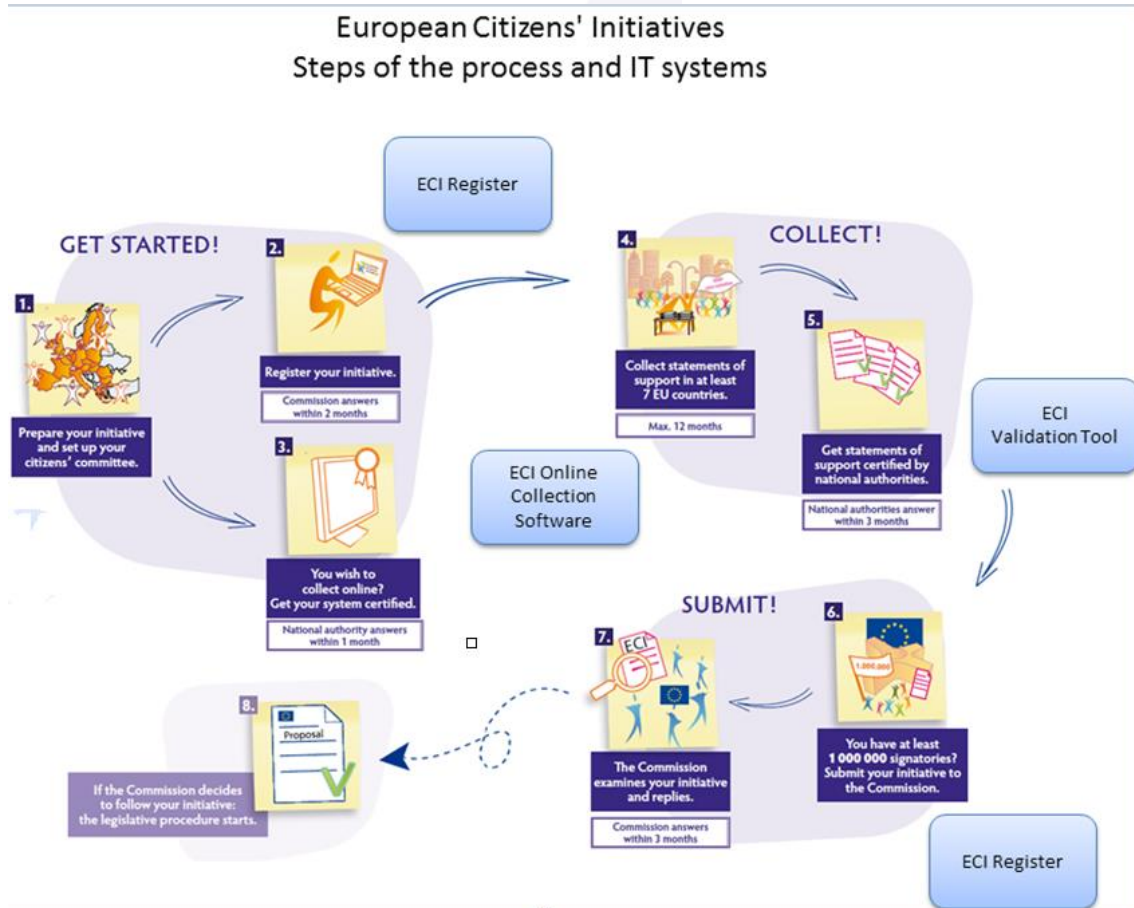 European Citizens' Initiatives
Steps of the process and IT systems
ECI Register
GET STARTED!
1.
Prepare your initiative
and set up your
citizens' committee.
2.
Register your initiative.
Commission answers
within 2 months
3.
You wish to
collect online?
Get your system certified.
National authority answers
within 1 month
ECI Online
Collection
Software
COLLECT!
4.
Collect statements of
support in at least
7 EU countries.
Max. 12 months
5.
Get statements of
support certified by
national authorities.
National authorities answer
within 3 months
ECI
Validation Tool
SUBMIT!
6.
1.000.000
You have at least
1 000 000 signatories?
Submit your initiative to
the Commission.
7.
ECI
The Commission
examines your initiative
and replies.
Commission answers
within 3 months
ECI Register
8.
Proposal
If the Commission decides
to follow your initiative:
the legislative procedure starts.